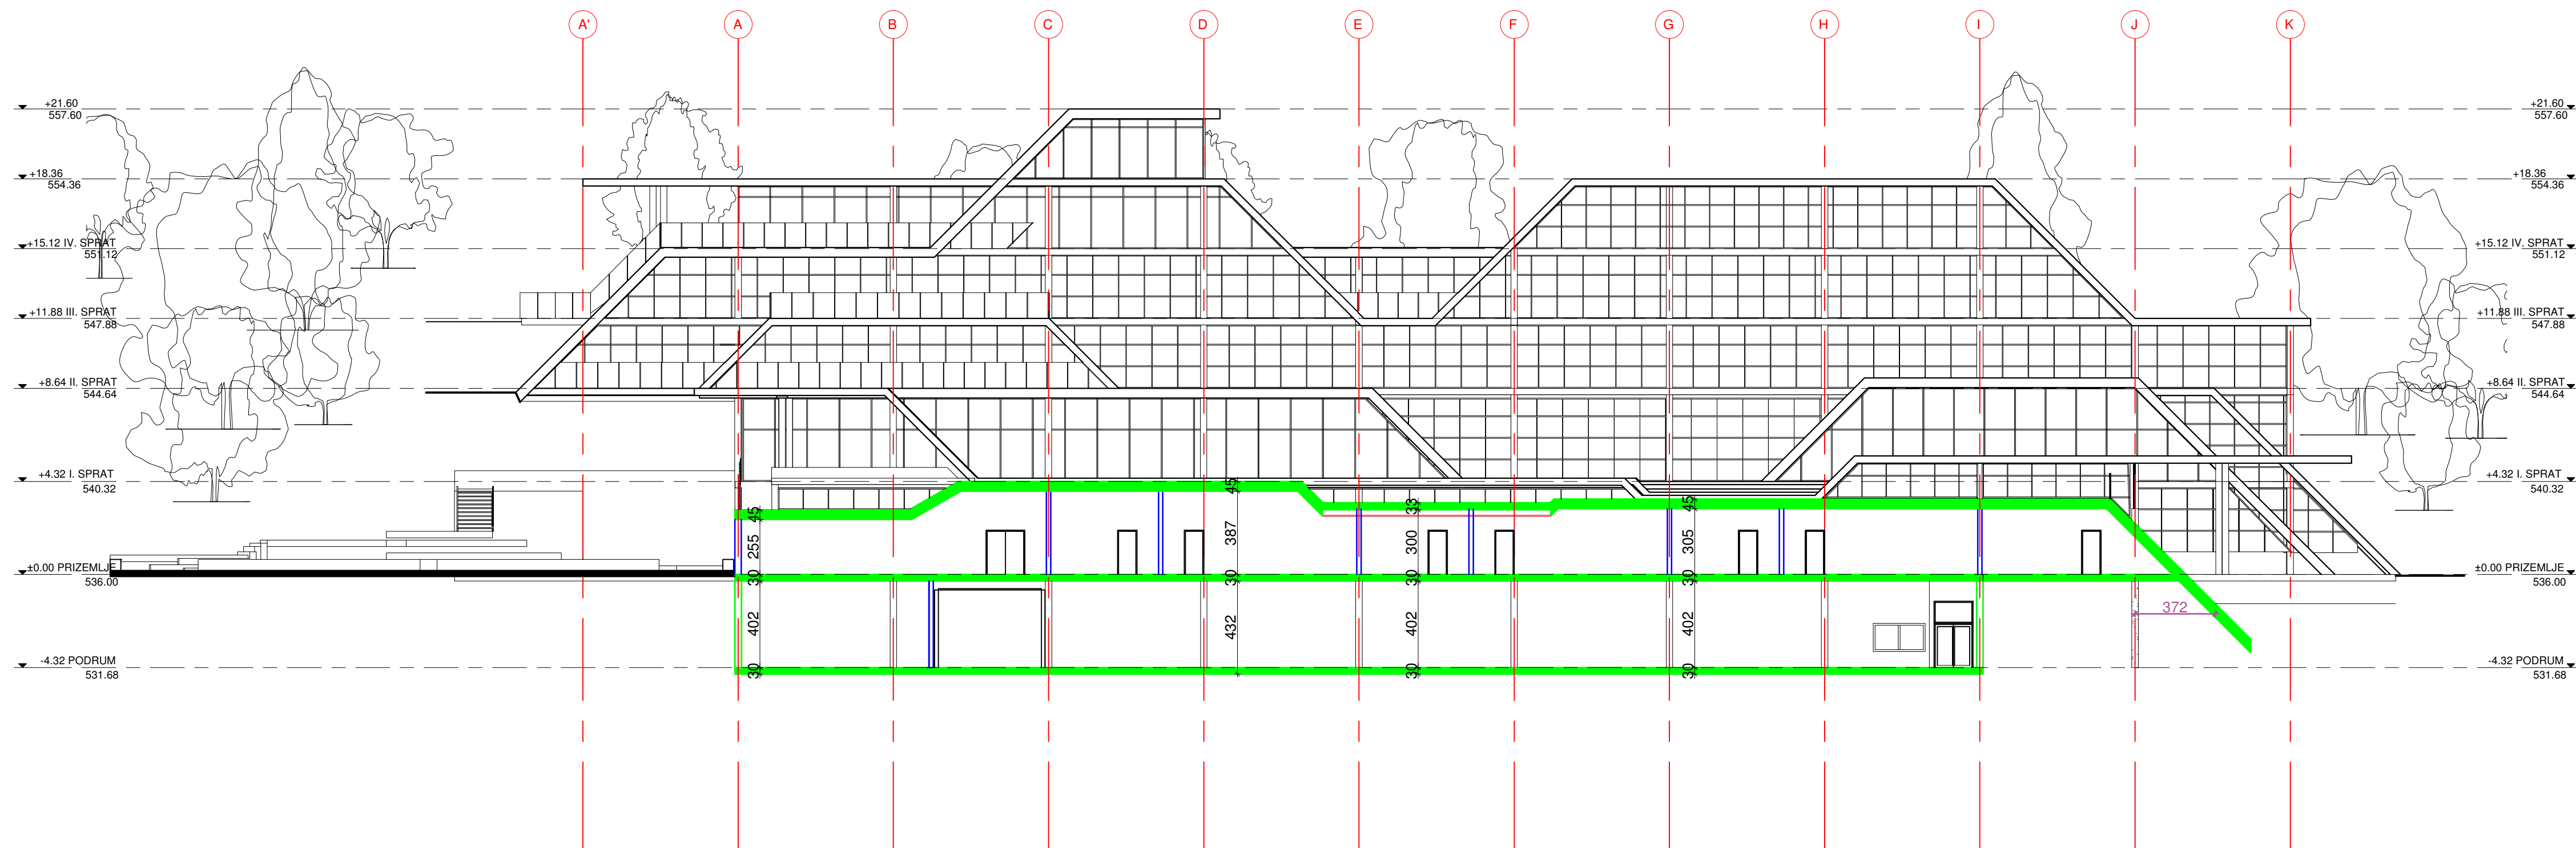 A' A B C D E F G H I J K
+21.60 +21.60
557.60 557.60
+18.36 +18.36
554.36 554.36
+15.12 IV. SPRAT +15.12 IV. SPRAT
551.12 551.12
+11.88 III. SPRAT +11.88 III. SPRAT
547.88 547.88
+8.64 II. SPRAT +8.64 II. SPRAT
544.64 544.64
+4.32 I. SPRAT +4.32 I. SPRAT
540.32 540.32
45 45 33 45
255 387 300 305
±0.00 PRIZEMLJE 30 30 30 30 ±0.00 PRIZEMLJE
536.00 536.00
402 432 402 402 372
-4.32 PODRUM -4.32 PODRUM
531.68 30 30 30 531.68